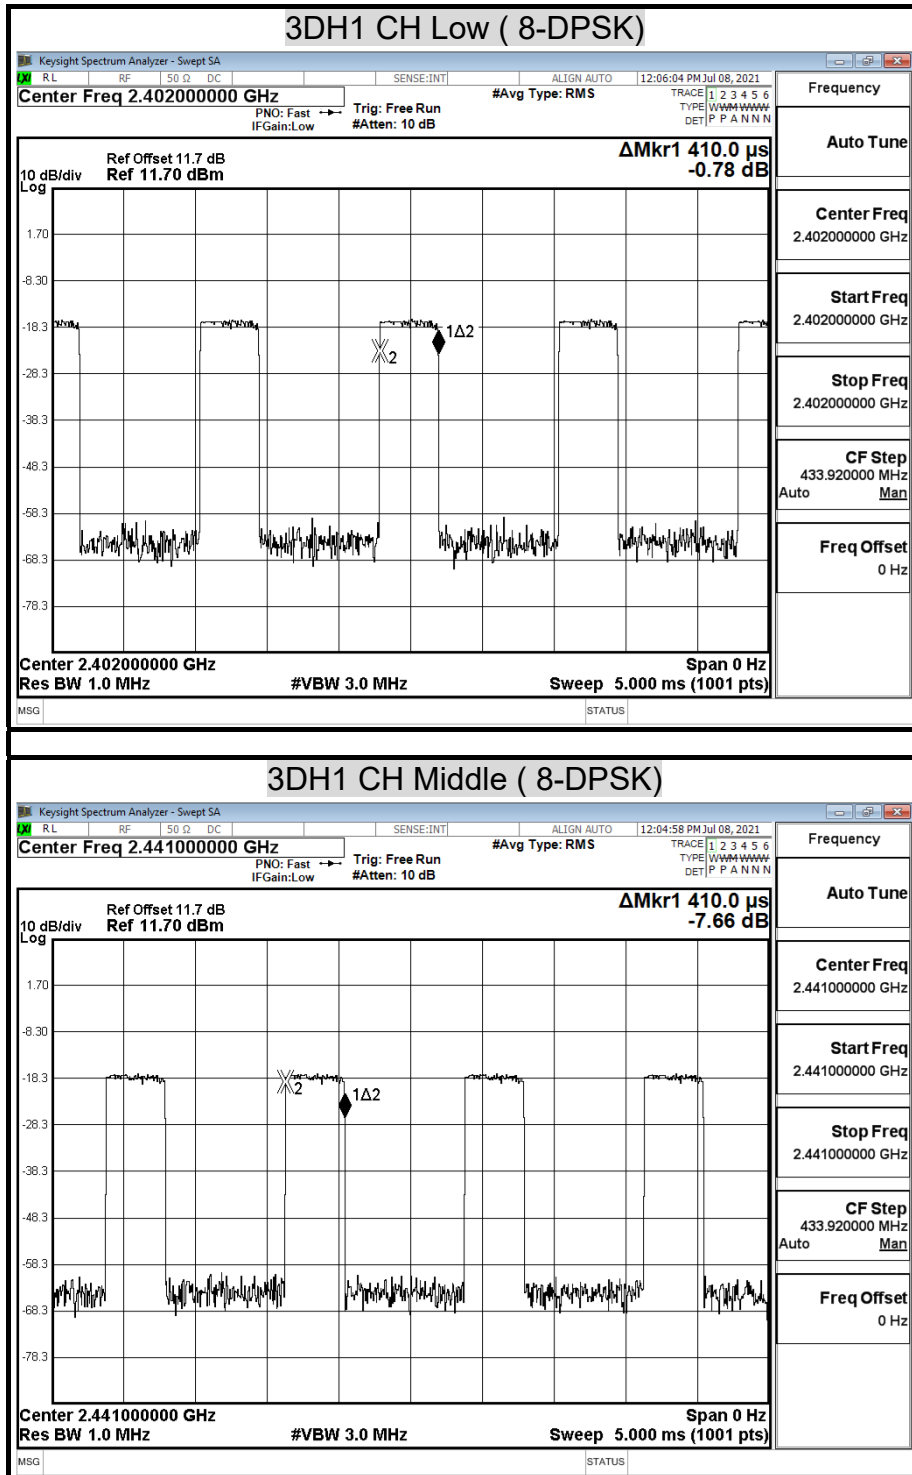 3DH1 CH Low ( 8-DPSK)
Keysight Spectrum Analyzer - Swept SA
LXI RL RF 50 Ω DC SENSE:INT ALIGN AUTO 12:06:04 PM Jul 08, 2021
Center Freq 2.402000000 GHz #Avg Type: RMS TRACE 1 2 3 4 5 6
PNO: Fast Trig: Free Run TYPE WWMWWWW
IFGain:Low #Atten: 10 dB DET P P A N N N
Frequency
Ref Offset 11.7 dB ΔMkr1 410.0 µs
10 dB/div Ref 11.70 dBm -0.78 dB
Log
1.70
-8.30
-18.3
-28.3
-38.3
-48.3
-58.3
-68.3
-78.3
1Δ2
2
Center 2.402000000 GHz Span 0 Hz
Res BW 1.0 MHz #VBW 3.0 MHz Sweep 5.000 ms (1001 pts)
MSG STATUS
Auto Tune
Center Freq
2.402000000 GHz
Start Freq
2.402000000 GHz
Stop Freq
2.402000000 GHz
CF Step
433.920000 MHz
Auto Man
Freq Offset
0 Hz
3DH1 CH Middle ( 8-DPSK)
Keysight Spectrum Analyzer - Swept SA
LXI RL RF 50 Ω DC SENSE:INT ALIGN AUTO 12:04:58 PM Jul 08, 2021
Center Freq 2.441000000 GHz #Avg Type: RMS TRACE 1 2 3 4 5 6
PNO: Fast Trig: Free Run TYPE WWMWWWW
IFGain:Low #Atten: 10 dB DET P P A N N N
Frequency
Ref Offset 11.7 dB ΔMkr1 410.0 µs
10 dB/div Ref 11.70 dBm -7.66 dB
Log
1.70
-8.30
-18.3
-28.3
-38.3
-48.3
-58.3
-68.3
-78.3
2
1Δ2
Center 2.441000000 GHz Span 0 Hz
Res BW 1.0 MHz #VBW 3.0 MHz Sweep 5.000 ms (1001 pts)
MSG STATUS
Auto Tune
Center Freq
2.441000000 GHz
Start Freq
2.441000000 GHz
Stop Freq
2.441000000 GHz
CF Step
433.920000 MHz
Auto Man
Freq Offset
0 Hz